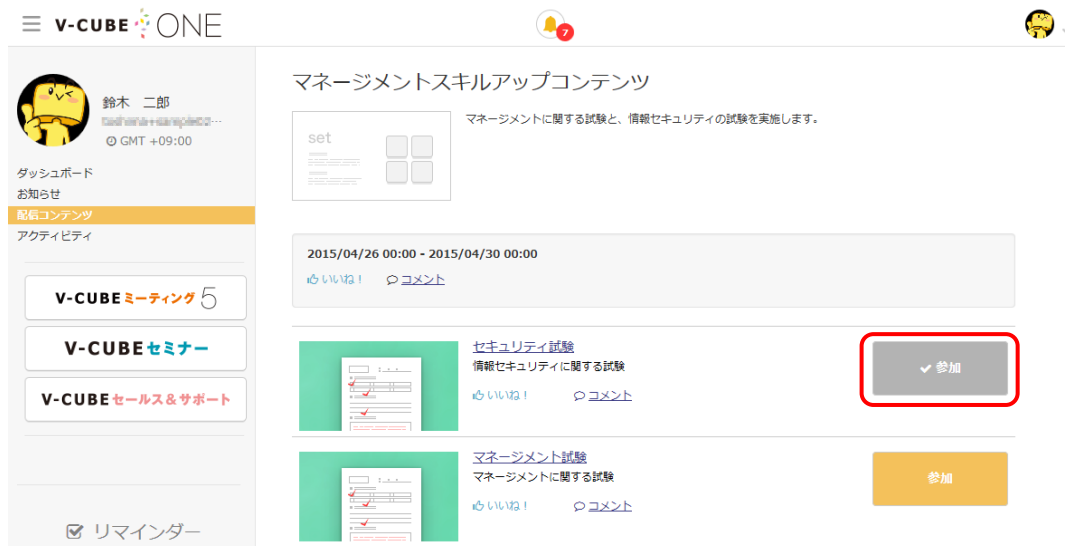 V-CUBE ONE
7
鈴木　二郎
GMT +09:00
ダッシュボード
お知らせ
配信コンテンツ
アクティビティ
V-CUBE ミーティング 5
V-CUBE セミナー
V-CUBE セールス&サポート
リマインダー
マネージメントスキルアップコンテンツ
set
マネージメントに関する試験と、情報セキュリティの試験を実施します。
2015/04/26 00:00 - 2015/04/30 00:00
いいね！ コメント
セキュリティ試験
情報セキュリティに関する試験
いいね！ コメント
参加
マネージメント試験
マネージメントに関する試験
いいね！ コメント
参加